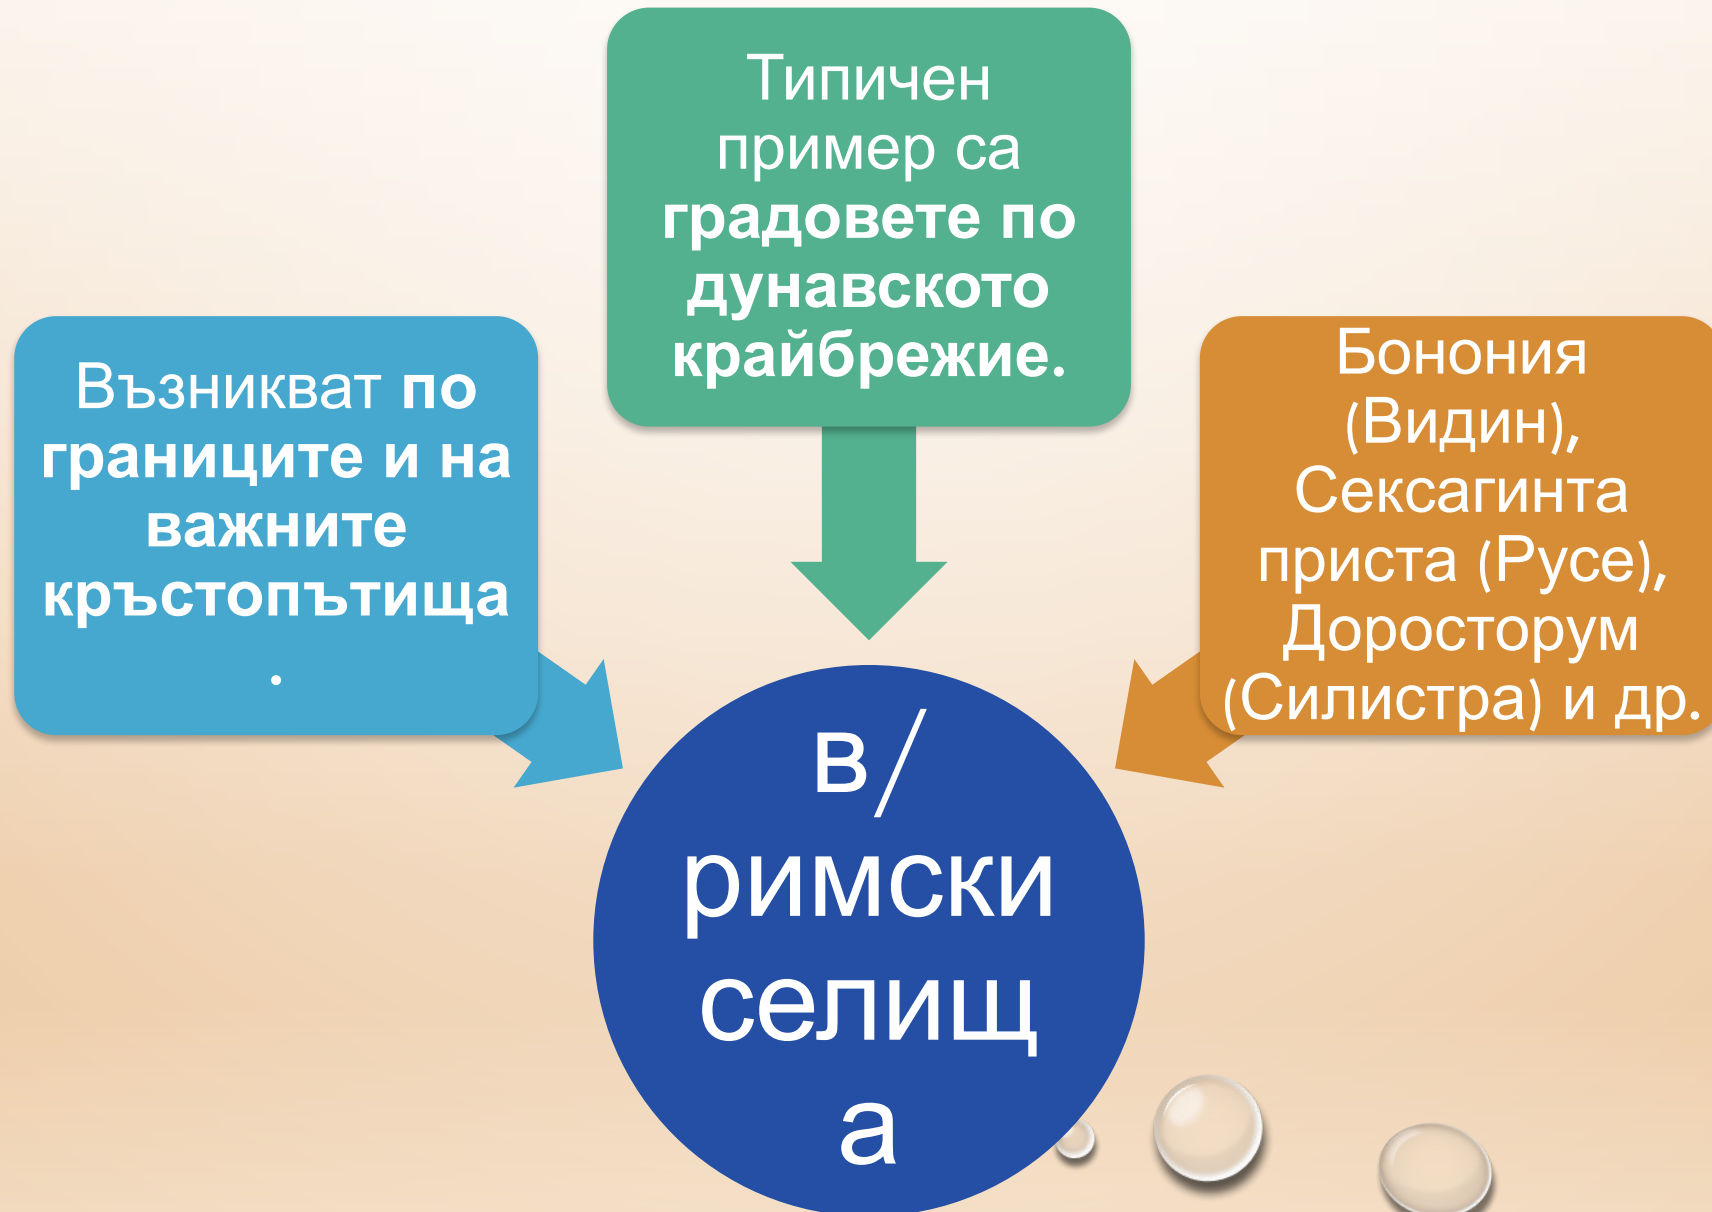 Възникват по
границите и на
важните
кръстопътища
.
Типичен
пример са
градовете по
дунавското
крайбрежие.
Бонония
(Видин),
Сексагинта
приста (Русе),
Доросторум
(Силистра) и др.
в/
римски
селищ
а